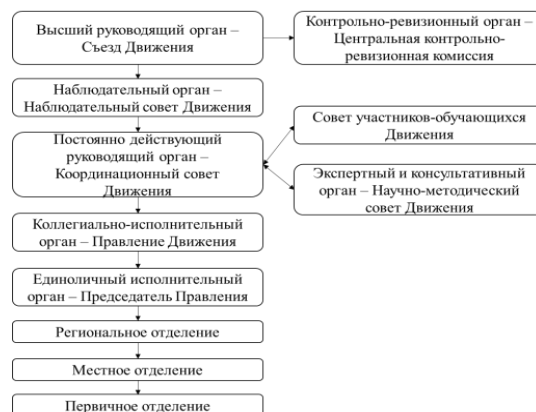 Высший руководящий орган –
Съезд Движения
Контрольно-ревизионный орган –
Центральная контрольно-
ревизионная комиссия
Наблюдательный орган –
Наблюдательный совет Движения
Постоянно действующий
руководящий орган –
Координационный совет
Движения
Совет участников-обучающихся
Движения
Экспертный и консультативный
орган – Научно-методический
совет Движения
Коллегиально-исполнительный
орган – Правление Движения
Единоличный исполнительный
орган – Председатель Правления
Региональное отделение
Местное отделение
Первичное отделение